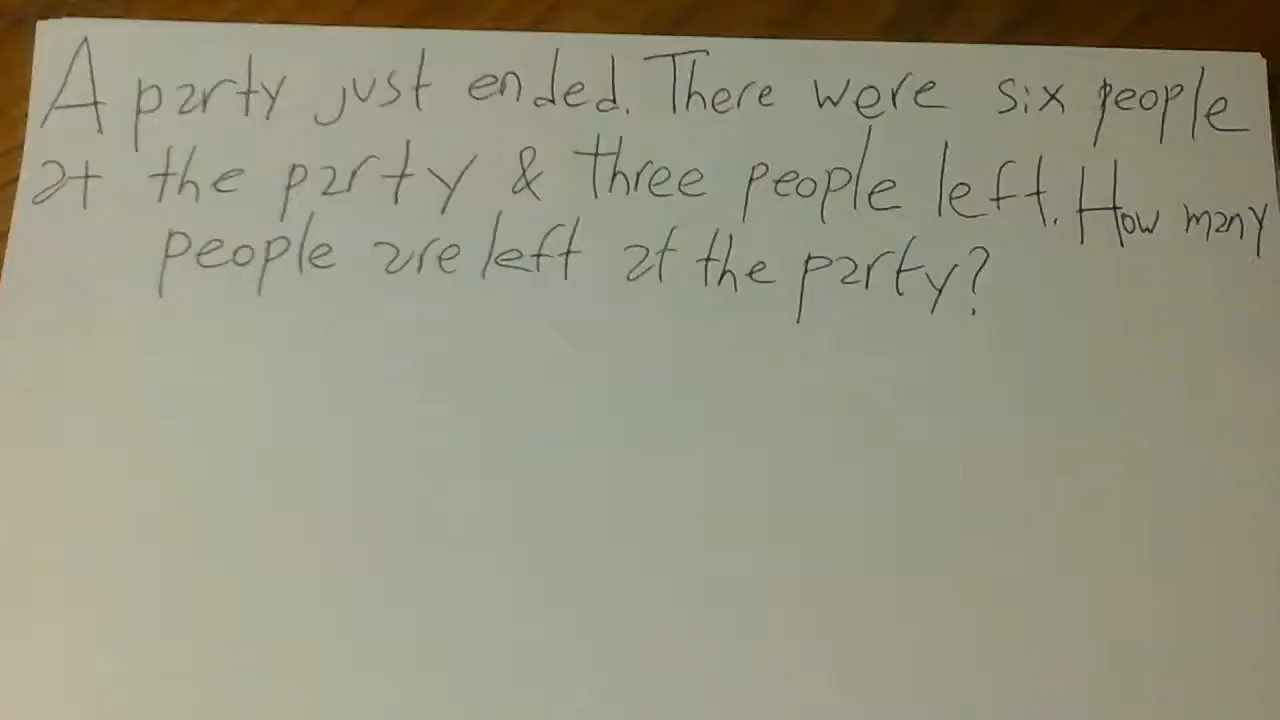 A party just ended. There were six people
at the party & three people left. How many
people are left at the party?